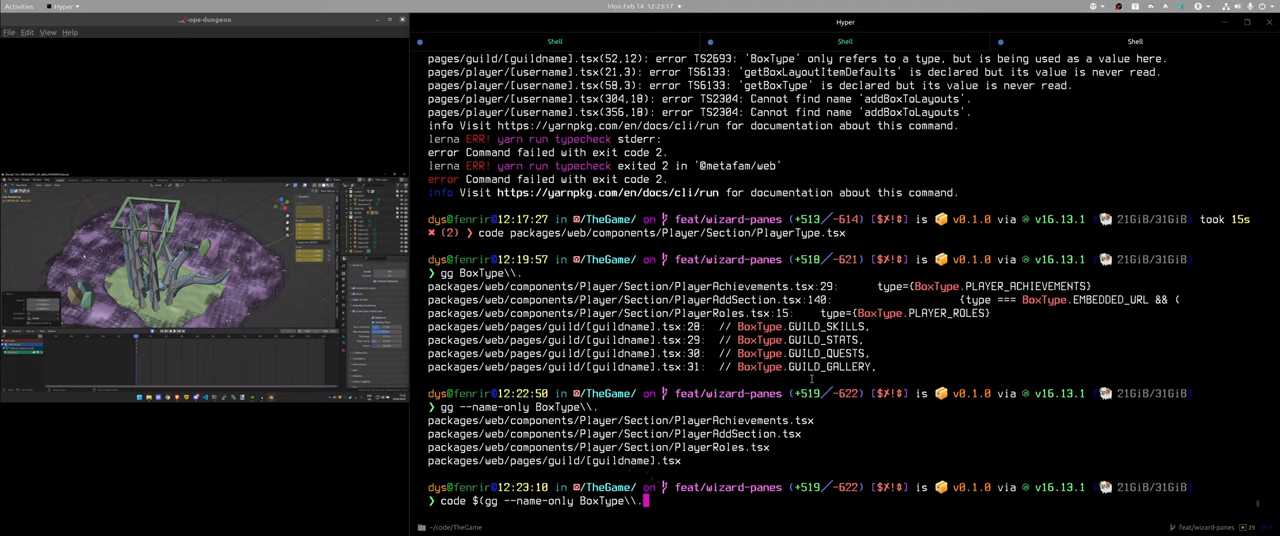 Activities Hyper Mon Feb 14 12:23:17
-ops-dungeon
File Edit View Help
Hyper
Shell Shell Shell
pages/guild/[guildname].tsx(52,12): error TS2693: 'BoxType' only refers to a type, but is being used as a value here.
pages/player/[username].tsx(21,3): error TS6133: 'getBoxLayoutItemDefaults' is declared but its value is never read.
pages/player/[username].tsx(58,3): error TS6133: 'getBoxType' is declared but its value is never read.
pages/player/[username].tsx(304,18): error TS2304: Cannot find name 'addBoxToLayouts'.
pages/player/[username].tsx(356,18): error TS2304: Cannot find name 'addBoxToLayouts'.
info Visit https://yarnpkg.com/en/docs/cli/run for documentation about this command.
lerna ERR! yarn run typecheck stderr:
error Command failed with exit code 2.
lerna ERR! yarn run typecheck exited 2 in '@metafam/web'
error Command failed with exit code 2.
info Visit https://yarnpkg.com/en/docs/cli/run for documentation about this command.
dys@fenrir@12:17:27 in /TheGame/ on feat/wizard-panes (+513/-614) [$✗!$] is 📦 v0.1.0 via v16.13.1 21GiB/31GiB took 15s
✖ (2) ❯ code packages/web/components/Player/Section/PlayerType.tsx
dys@fenrir@12:19:57 in /TheGame/ on feat/wizard-panes (+518/-621) [$✗!$] is 📦 v0.1.0 via v16.13.1 21GiB/31GiB
❯ gg BoxType\\.
packages/web/components/Player/Section/PlayerAchievements.tsx:29: type={BoxType.PLAYER_ACHIEVEMENTS}
packages/web/components/Player/Section/PlayerAddSection.tsx:140: {type === BoxType.EMBEDDED_URL && (
packages/web/components/Player/Section/PlayerRoles.tsx:15: type={BoxType.PLAYER_ROLES}
packages/web/pages/guild/[guildname].tsx:28: // BoxType.GUILD_SKILLS,
packages/web/pages/guild/[guildname].tsx:29: // BoxType.GUILD_STATS,
packages/web/pages/guild/[guildname].tsx:30: // BoxType.GUILD_QUESTS,
packages/web/pages/guild/[guildname].tsx:31: // BoxType.GUILD_GALLERY,
dys@fenrir@12:22:50 in /TheGame/ on feat/wizard-panes (+519/-622) [$✗!$] is 📦 v0.1.0 via v16.13.1 21GiB/31GiB
❯ gg --name-only BoxType\\.
packages/web/components/Player/Section/PlayerAchievements.tsx
packages/web/components/Player/Section/PlayerAddSection.tsx
packages/web/components/Player/Section/PlayerRoles.tsx
packages/web/pages/guild/[guildname].tsx
dys@fenrir@12:23:10 in /TheGame/ on feat/wizard-panes (+519/-622) [$✗!$] is 📦 v0.1.0 via v16.13.1 21GiB/31GiB
❯ code $(gg --name-only BoxType\\.
~/code/TheGame feat/wizard-panes 29